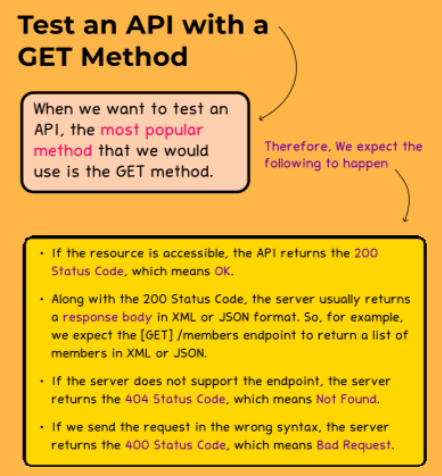 Test an API with a
GET Method
When we want to test an
API, the most popular
method that we would
use is the GET method.
Therefore, We expect the
following to happen
• If the resource is accessible, the API returns the 200
Status Code, which means OK.
• Along with the 200 Status Code, the server usually returns
a response body in XML or JSON format. So, for example,
we expect the [GET] /members endpoint to return a list of
members in XML or JSON.
• If the server does not support the endpoint, the server
returns the 404 Status Code, which means Not Found.
• If we send the request in the wrong syntax, the server
returns the 400 Status Code, which means Bad Request.